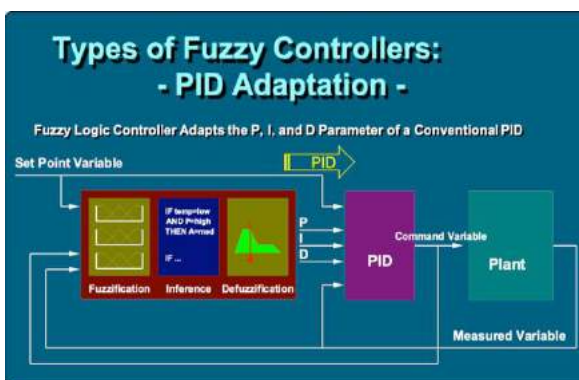 Types of Fuzzy Controllers:
- PID Adaptation -
Fuzzy Logic Controller Adapts the P, I, and D Parameter of a Conventional PID
Set Point Variable
PID
IF temp=low
AND P=high
THEN A=med
IF ...
P
I
D
Fuzzification Inference Defuzzification
PID
Command Variable
Plant
Measured Variable